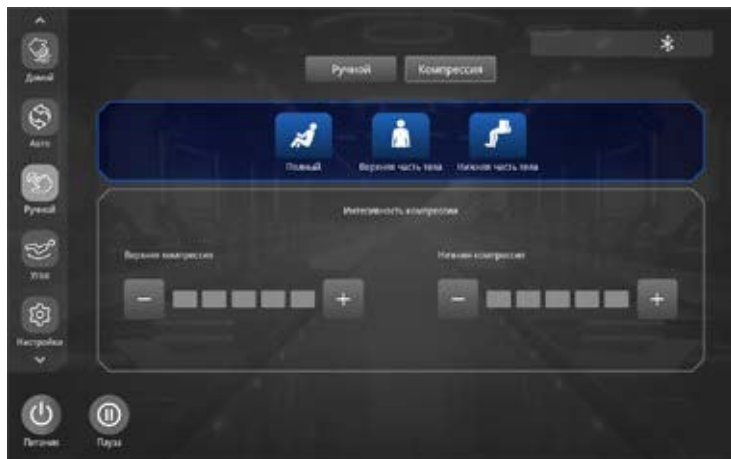 Домой
Авто
Ручной
Угол
Настройки
Питание
Пауза
Ручной
Компрессия
Полный
Верхняя часть тела
Нижняя часть тела
Интенсивность компрессии
Верхняя компрессия
Нижняя компрессия